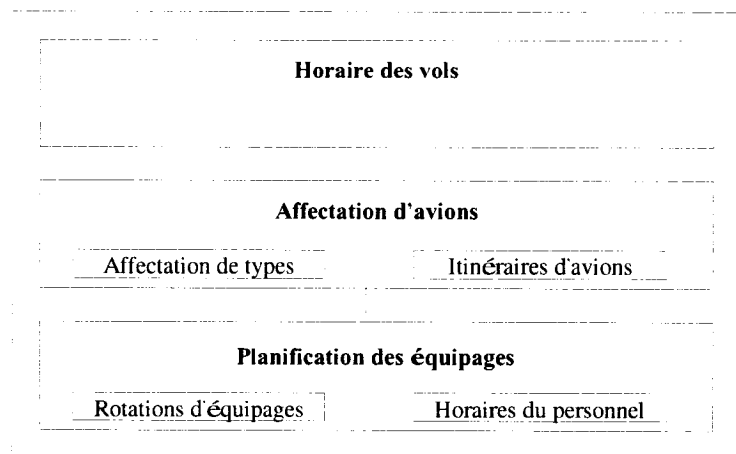 Horaire des vols
Affectation d'avions
Affectation de types
Itinéraires d'avions
Planification des équipages
Rotations d'équipages
Horaires du personnel